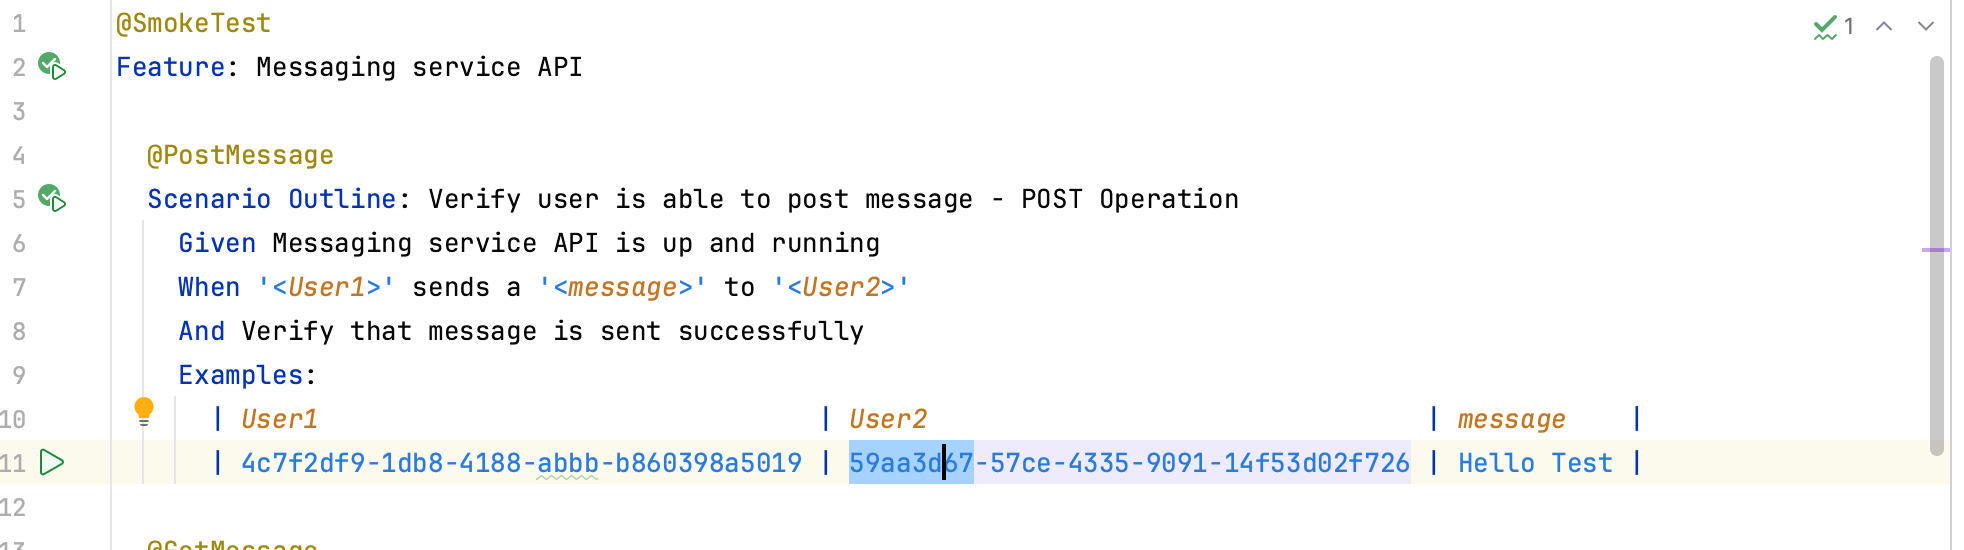 1 @SmokeTest 1
2 Feature: Messaging service API
3
4 @PostMessage
5 Scenario Outline: Verify user is able to post message - POST Operation
6 Given Messaging service API is up and running
7 When '<User1>' sends a '<message>' to '<User2>'
8 And Verify that message is sent successfully
9 Examples:
10 | User1 | User2 | message |
11 | 4c7f2df9-1db8-4188-abbb-b860398a5019 | 59aa3d67-57ce-4335-9091-14f53d02f726 | Hello Test |
12
13 @GetMessage